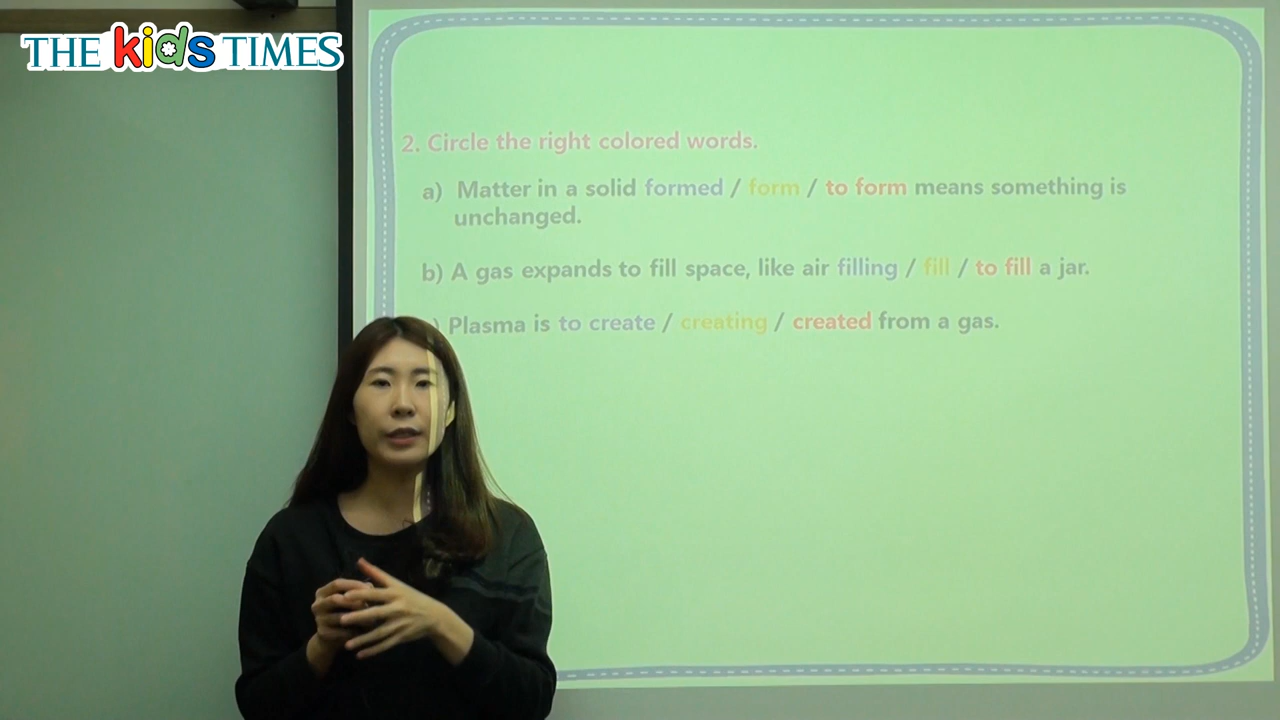 THE kids TIMES
2. Circle the right colored words.
a) Matter in a solid formed / form / to form means something is
unchanged.
b) A gas expands to fill space, like air filling / fill / to fill a jar.
) Plasma is to create / creating / created from a gas.